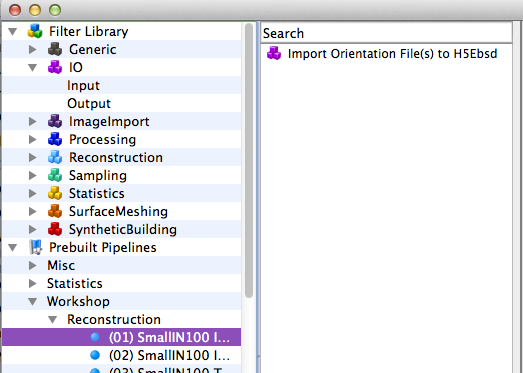 Filter Library
Generic
IO
Input
Output
ImageImport
Processing
Reconstruction
Sampling
Statistics
SurfaceMeshing
SyntheticBuilding
Prebuilt Pipelines
Misc
Statistics
Workshop
Reconstruction
(01) SmallIN100 I...
(02) SmallIN100 I...
(03) SmallIN100 T
Search
Import Orientation File(s) to H5Ebsd